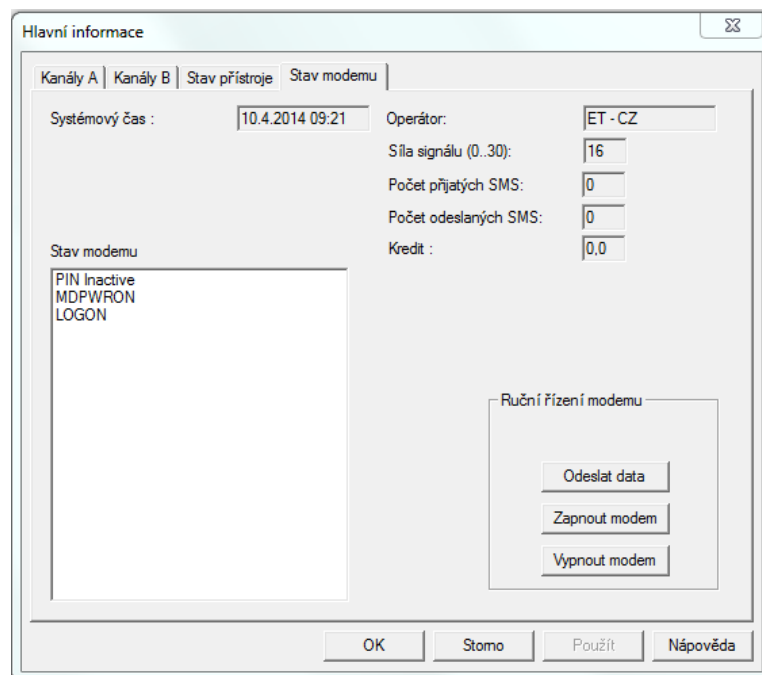 Hlavní informace
Kanály A
Kanály B
Stav přístroje
Stav modemu
Systémový čas :
10.4.2014 09:21
Operátor:
ET - CZ
Síla signálu (0..30):
16
Počet přijatých SMS:
0
Počet odeslaných SMS:
0
Kredit :
0,0
Stav modemu
PIN Inactive
MDPWRON
LOGON
Ruční řízení modemu
Odeslat data
Zapnout modem
Vypnout modem
OK
Storno
Použít
Nápověda